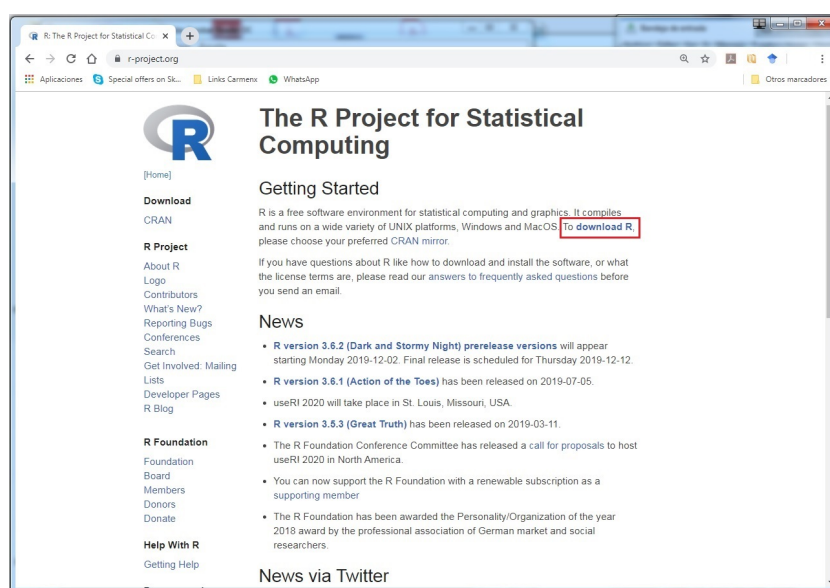 R: The R Project for Statistical Co
r-project.org
Aplicaciones
Special offers on Sk...
Links Carmenx
WhatsApp
Otros marcadores
R
[Home]
Download
CRAN
R Project
About R
Logo
Contributors
What's New?
Reporting Bugs
Conferences
Search
Get Involved: Mailing
Lists
Developer Pages
R Blog
R Foundation
Foundation
Board
Members
Donors
Donate
Help With R
Getting Help
The R Project for Statistical
Computing
Getting Started
R is a free software environment for statistical computing and graphics. It compiles
and runs on a wide variety of UNIX platforms, Windows and MacOS. To download R,
please choose your preferred CRAN mirror.
If you have questions about R like how to download and install the software, or what
the license terms are, please read our answers to frequently asked questions before
you send an email.
News
• R version 3.6.2 (Dark and Stormy Night) prerelease versions will appear
starting Monday 2019-12-02. Final release is scheduled for Thursday 2019-12-12.
• R version 3.6.1 (Action of the Toes) has been released on 2019-07-05.
• useR! 2020 will take place in St. Louis, Missouri, USA.
• R version 3.5.3 (Great Truth) has been released on 2019-03-11.
• The R Foundation Conference Committee has released a call for proposals to host
useR! 2020 in North America.
• You can now support the R Foundation with a renewable subscription as a
supporting member
• The R Foundation has been awarded the Personality/Organization of the year
2018 award by the professional association of German market and social
researchers.
News via Twitter